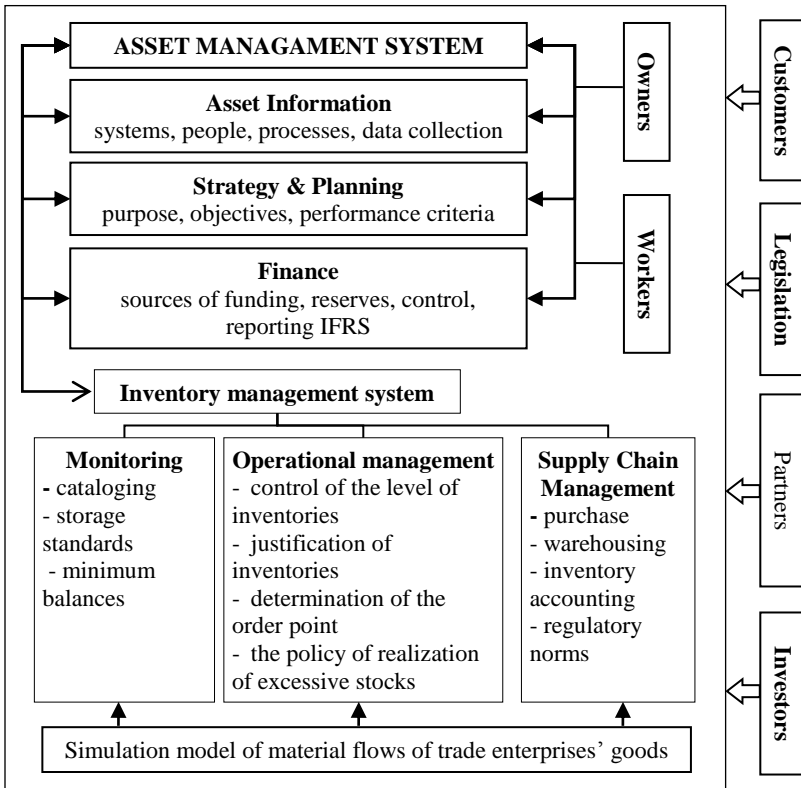 ASSET MANAGAMENT SYSTEM
Asset Information
systems, people, processes, data collection
Strategy & Planning
purpose, objectives, performance criteria
Finance
sources of funding, reserves, control,
reporting IFRS
Owners
Workers
Customers
Legislation
Partners
Investors
Inventory management system
Monitoring
- cataloging
- storage
standards
- minimum
balances
Operational management
- control of the level of
inventories
- justification of
inventories
- determination of the
order point
- the policy of realization
of excessive stocks
Supply Chain
Management
- purchase
- warehousing
- inventory
accounting
- regulatory
norms
Simulation model of material flows of trade enterprises’ goods